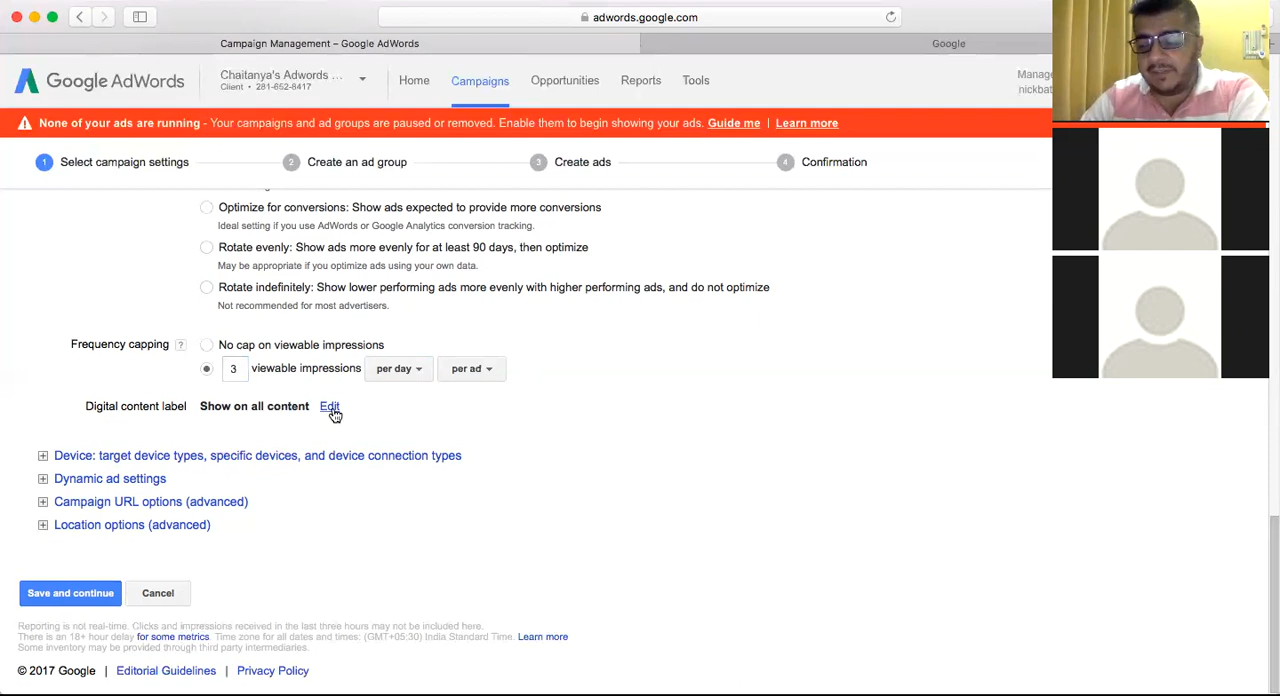 adwords.google.com
Campaign Management – Google AdWords
Google
Google AdWords
Chaitanya's Adwords ...
Client • 281-652-8417
Home
Campaigns
Opportunities
Reports
Tools
None of your ads are running - Your campaigns and ad groups are paused or removed. Enable them to begin showing your ads. Guide me | Learn more
1 Select campaign settings
2 Create an ad group
3 Create ads
4 Confirmation
Optimize for conversions: Show ads expected to provide more conversions
Ideal setting if you use AdWords or Google Analytics conversion tracking.
Rotate evenly: Show ads more evenly for at least 90 days, then optimize
May be appropriate if you optimize ads using your own data.
Rotate indefinitely: Show lower performing ads more evenly with higher performing ads, and do not optimize
Not recommended for most advertisers.
Frequency capping ? No cap on viewable impressions
3 viewable impressions per day per ad
Digital content label Show on all content Edit
Device: target device types, specific devices, and device connection types
Dynamic ad settings
Campaign URL options (advanced)
Location options (advanced)
Save and continue
Cancel
Reporting is not real-time. Clicks and impressions received in the last three hours may not be included here.
There is an 18+ hour delay for some metrics. Time zone for all dates and times: (GMT+05:30) India Standard Time. Learn more
Some inventory may be provided through third party intermediaries.
© 2017 Google | Editorial Guidelines | Privacy Policy